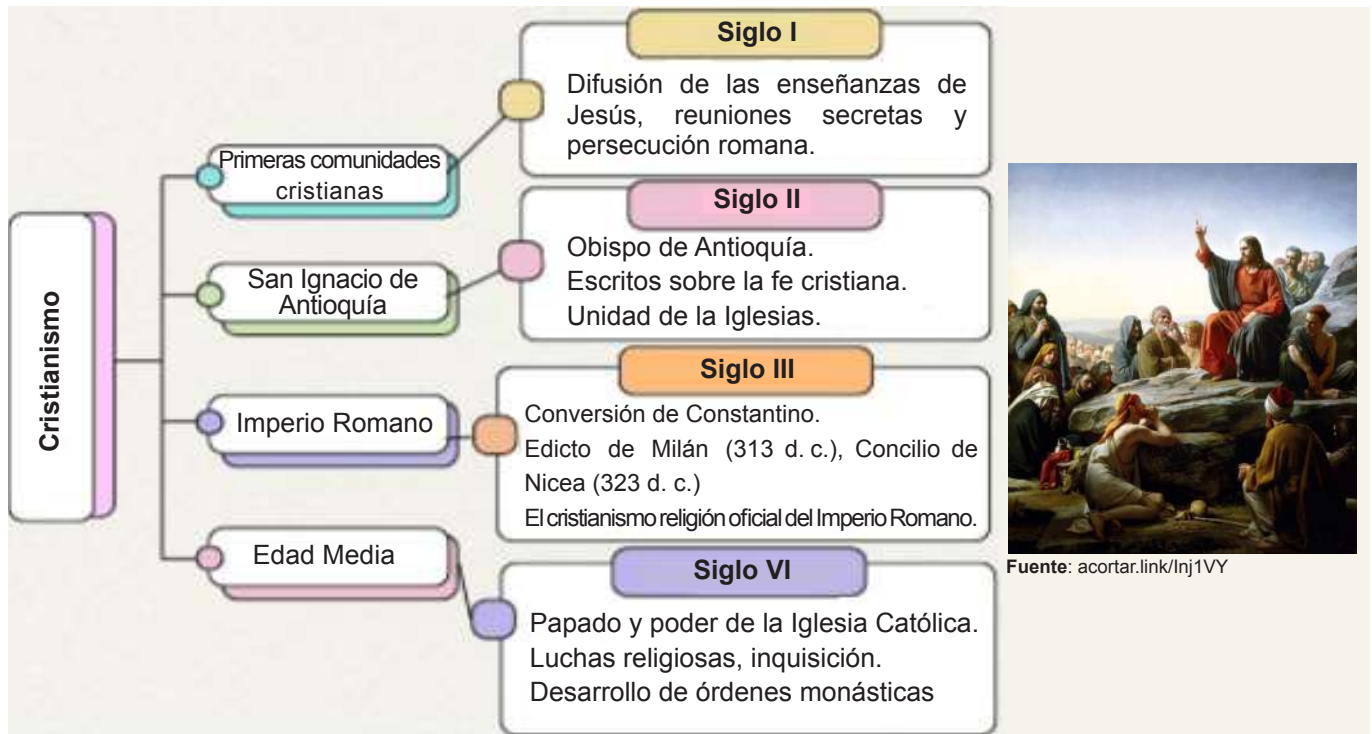 Cristianismo
Primeras comunidades
cristianas
Siglo I
Difusión de las enseñanzas de
Jesús, reuniones secretas y
persecución romana.
San Ignacio de
Antioquía
Siglo II
Obispo de Antioquía.
Escritos sobre la fe cristiana.
Unidad de la Iglesias.
Imperio Romano
Siglo III
Conversión de Constantino.
Edicto de Milán (313 d. c.), Concilio de
Nicea (323 d. c.)
El cristianismo religión oficial del Imperio Romano.
Edad Media
Siglo VI
Papado y poder de la Iglesia Católica.
Luchas religiosas, inquisición.
Desarrollo de órdenes monásticas
Fuente: acortar.link/Inj1VY